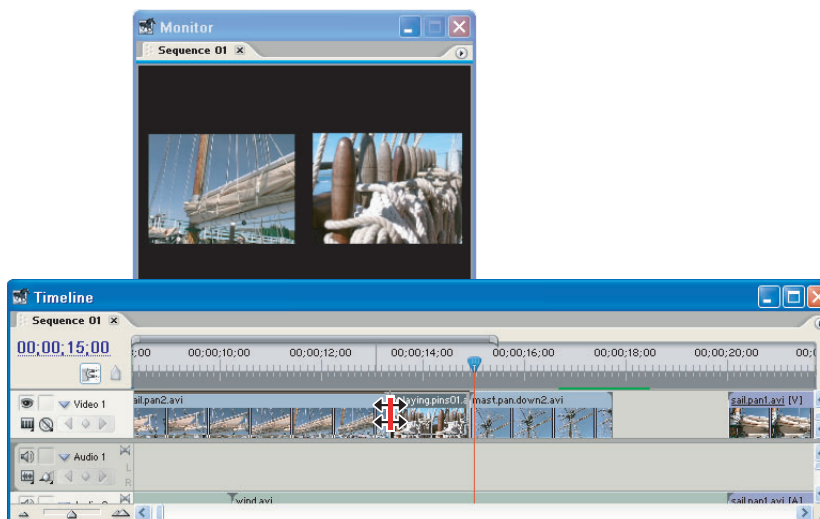 Monitor
Sequence 01
Timeline
Sequence 01
00;00;15;00
;00 00;00;10;00 00;00;12;00 00;00;14;00 00;00;16;00 00;00;18;00 00;00;20;00 00;0
Video 1
ail.pan2.avi
aying.pins01.a
mast.pan.down2.avi
sail.pan1.avi [V]
Audio 1
L
R
wind.avi
sail.pan1.avi [A]